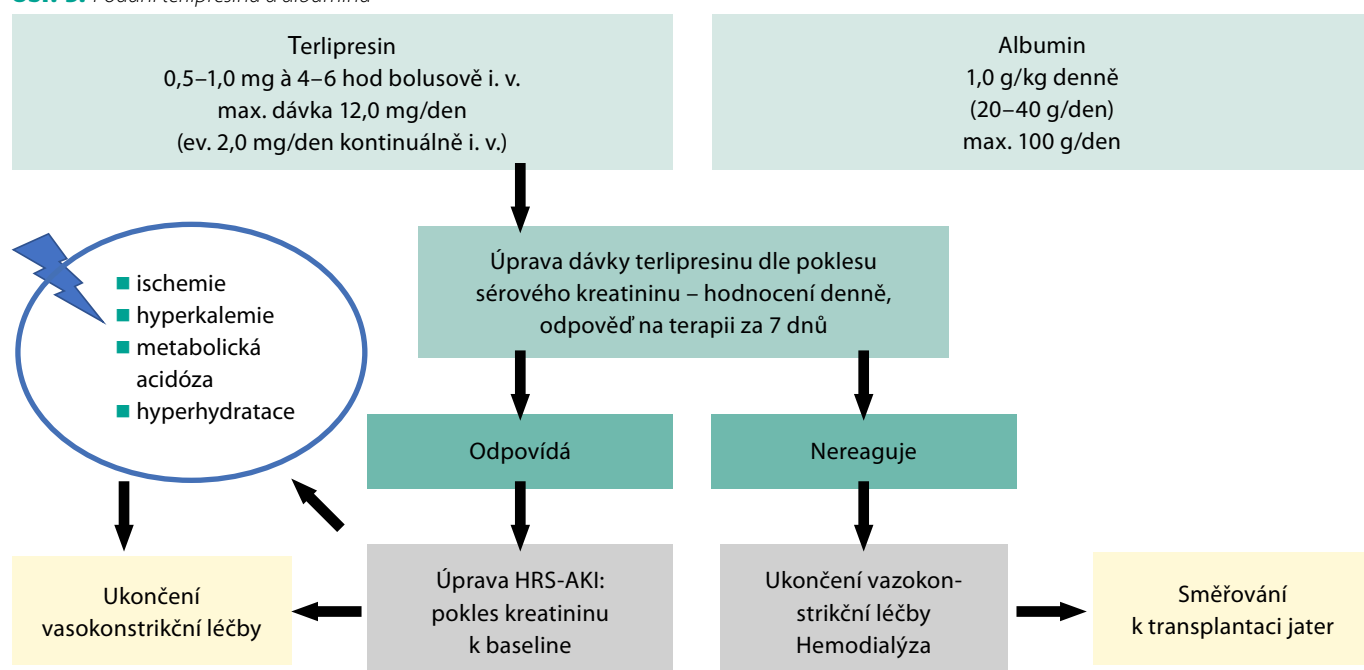 Terlipresin
0,5–1,0 mg à 4–6 hod bolusově i. v.
max. dávka 12,0 mg/den
(ev. 2,0 mg/den kontinuálně i. v.)
Albumin
1,0 g/kg denně
(20–40 g/den)
max. 100 g/den
Úprava dávky terlipresinu dle poklesu
sérového kreatininu – hodnocení denně,
odpověď na terapii za 7 dnů
ischemie
hyperkalemie
metabolická
acidóza
hyperhydratace
Odpovídá
Nereaguje
Ukončení
vasokonstrikční léčby
Úprava HRS-AKI:
pokles kreatininu
k baseline
Ukončení vazokon-
strikční léčby
Hemodialýza
Směřování
k transplantaci jater